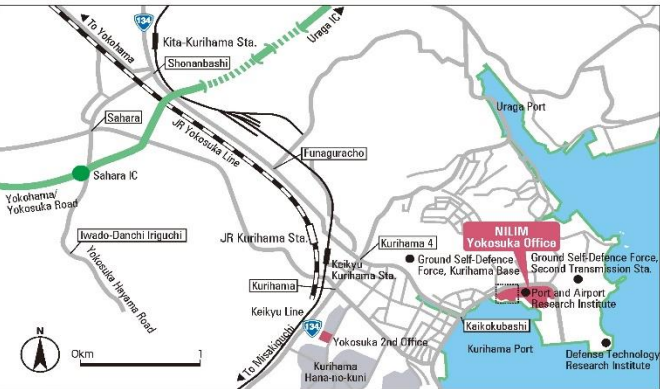 134
To Yokohama
Uraga IC
Kita-Kurihama Sta.
Shonanbashi
Uraga Port
Sahara
JR Yokosuka Line
Funaguracho
Sahara IC
Yokohama/
Yokosuka Road
NILIM
Yokosuka Office
Iwado-Danchi Iriguchi
JR Kurihama Sta.
Kurihama 4
Ground Self-Defence
Force, Kurihama Base
Ground Self-Defence Force,
Second Transmission Sta.
Yokosuka Hayama Road
Keikyu
Kurihama Sta.
Kurihama
Port and Airport
Research Institute
Keikyu Line
Kaikokubashi
134
Yokosuka 2nd Office
Kurihama Port
N
0km
1
To Misakiguchi
Kurihama
Hana-no-kuni
Defense Technology
Research Institute